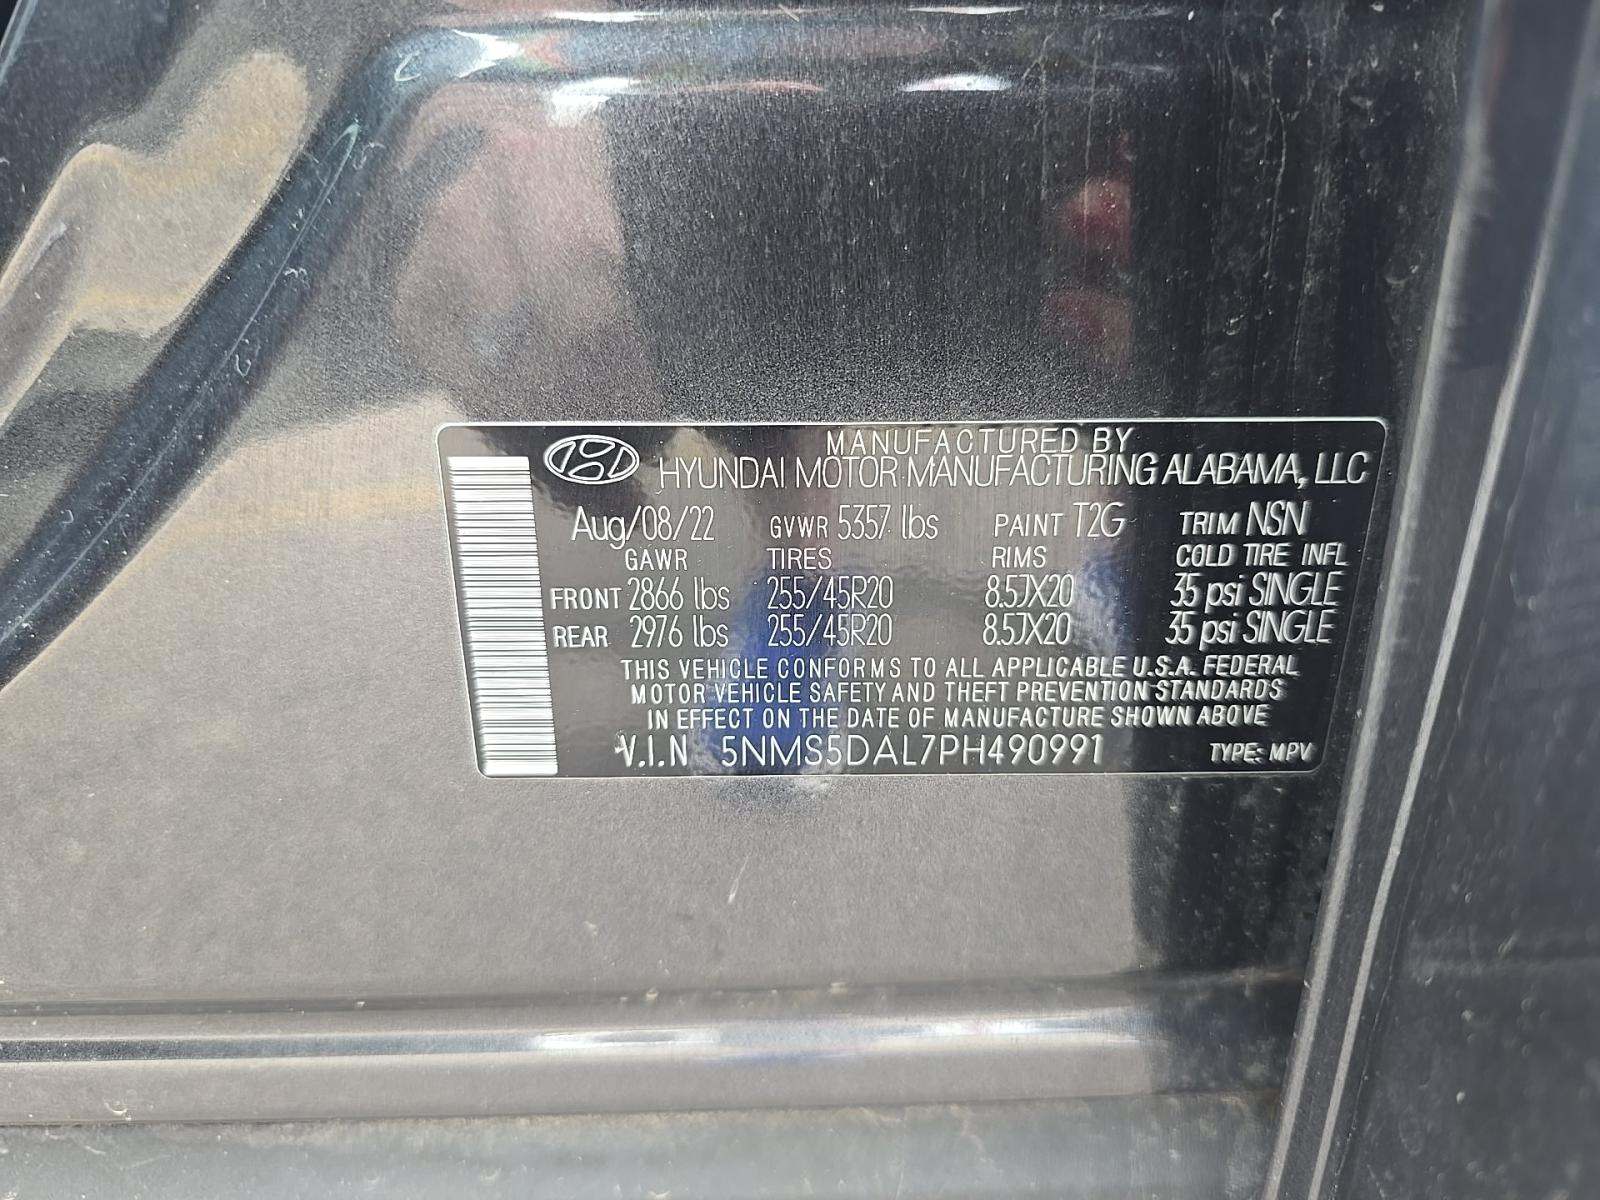 MANUFACTURED BY
HYUNDAI MOTOR MANUFACTURING ALABAMA, LLC
Aug/08/22 GVWR 5357 lbs PAINT T2G TRIM NSN
GAWR TIRES RIMS COLD TIRE INFL
FRONT 2866 lbs 255/45R20 8.5JX20 35 psi SINGLE
REAR 2976 lbs 255/45R20 8.5JX20 35 psi SINGLE
THIS VEHICLE CONFORMS TO ALL APPLICABLE U.S.A. FEDERAL
MOTOR VEHICLE SAFETY AND THEFT PREVENTION STANDARDS
IN EFFECT ON THE DATE OF MANUFACTURE SHOWN ABOVE
V.I.N 5NMS5DAL7PH490991 TYPE: MPV